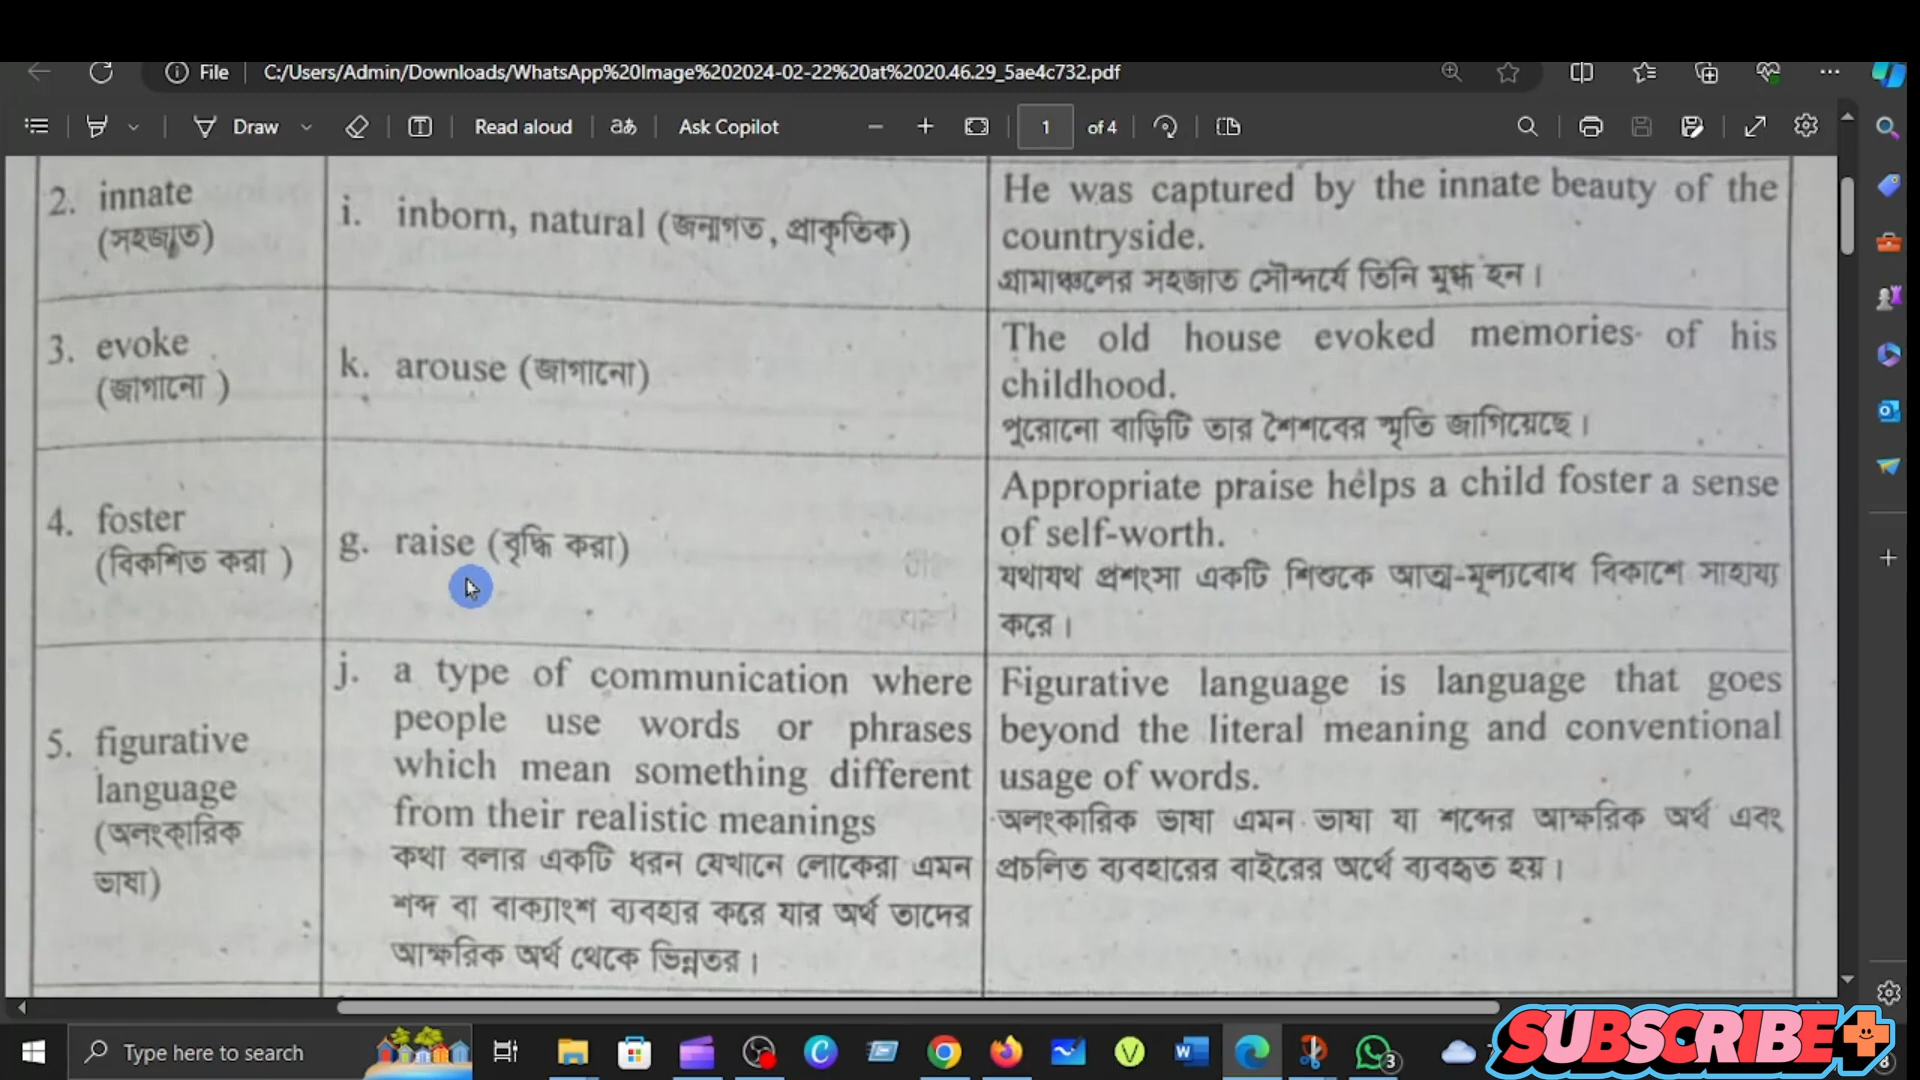 File
C:/Users/Admin/Downloads/WhatsApp%20Image%202024-02-22%20at%2020.46.29_5ae4c732.pdf
Draw
Read aloud
aあ
Ask Copilot
1
of 4
2. innate
(সহজাত)
i. inborn, natural (জন্মগত, প্রাকৃতিক)
He was captured by the innate beauty of the
countryside.
গ্রামাঞ্চলের সহজাত সৌন্দর্যে তিনি মুগ্ধ হন।
3. evoke
(জাগানো )
k. arouse (জাগানো)
The old house evoked memories of his
childhood.
পুরোনো বাড়িটি তার শৈশবের স্মৃতি জাগিয়েছে।
4. foster
(বিকশিত করা )
g. raise (বৃদ্ধি করা)
Appropriate praise helps a child foster a sense
of self-worth.
যথাযথ প্রশংসা একটি শিশুকে আত্ম-মূল্যবোধ বিকাশে সাহায্য
করে।
5. figurative
language
(অলংকারিক
ভাষা)
j. a type of communication where
people use words or phrases
which mean something different
from their realistic meanings
কথা বলার একটি ধরন যেখানে লোকেরা এমন
শব্দ বা বাক্যাংশ ব্যবহার করে যার অর্থ তাদের
আক্ষরিক অর্থ থেকে ভিন্নতর।
Figurative language is language that goes
beyond the literal meaning and conventional
usage of words.
অলংকারিক ভাষা এমন ভাষা যা শব্দের আক্ষরিক অর্থ এবং
প্রচলিত ব্যবহারের বাইরের অর্থে ব্যবহৃত হয়।
Type here to search
3
SUBSCRIBE